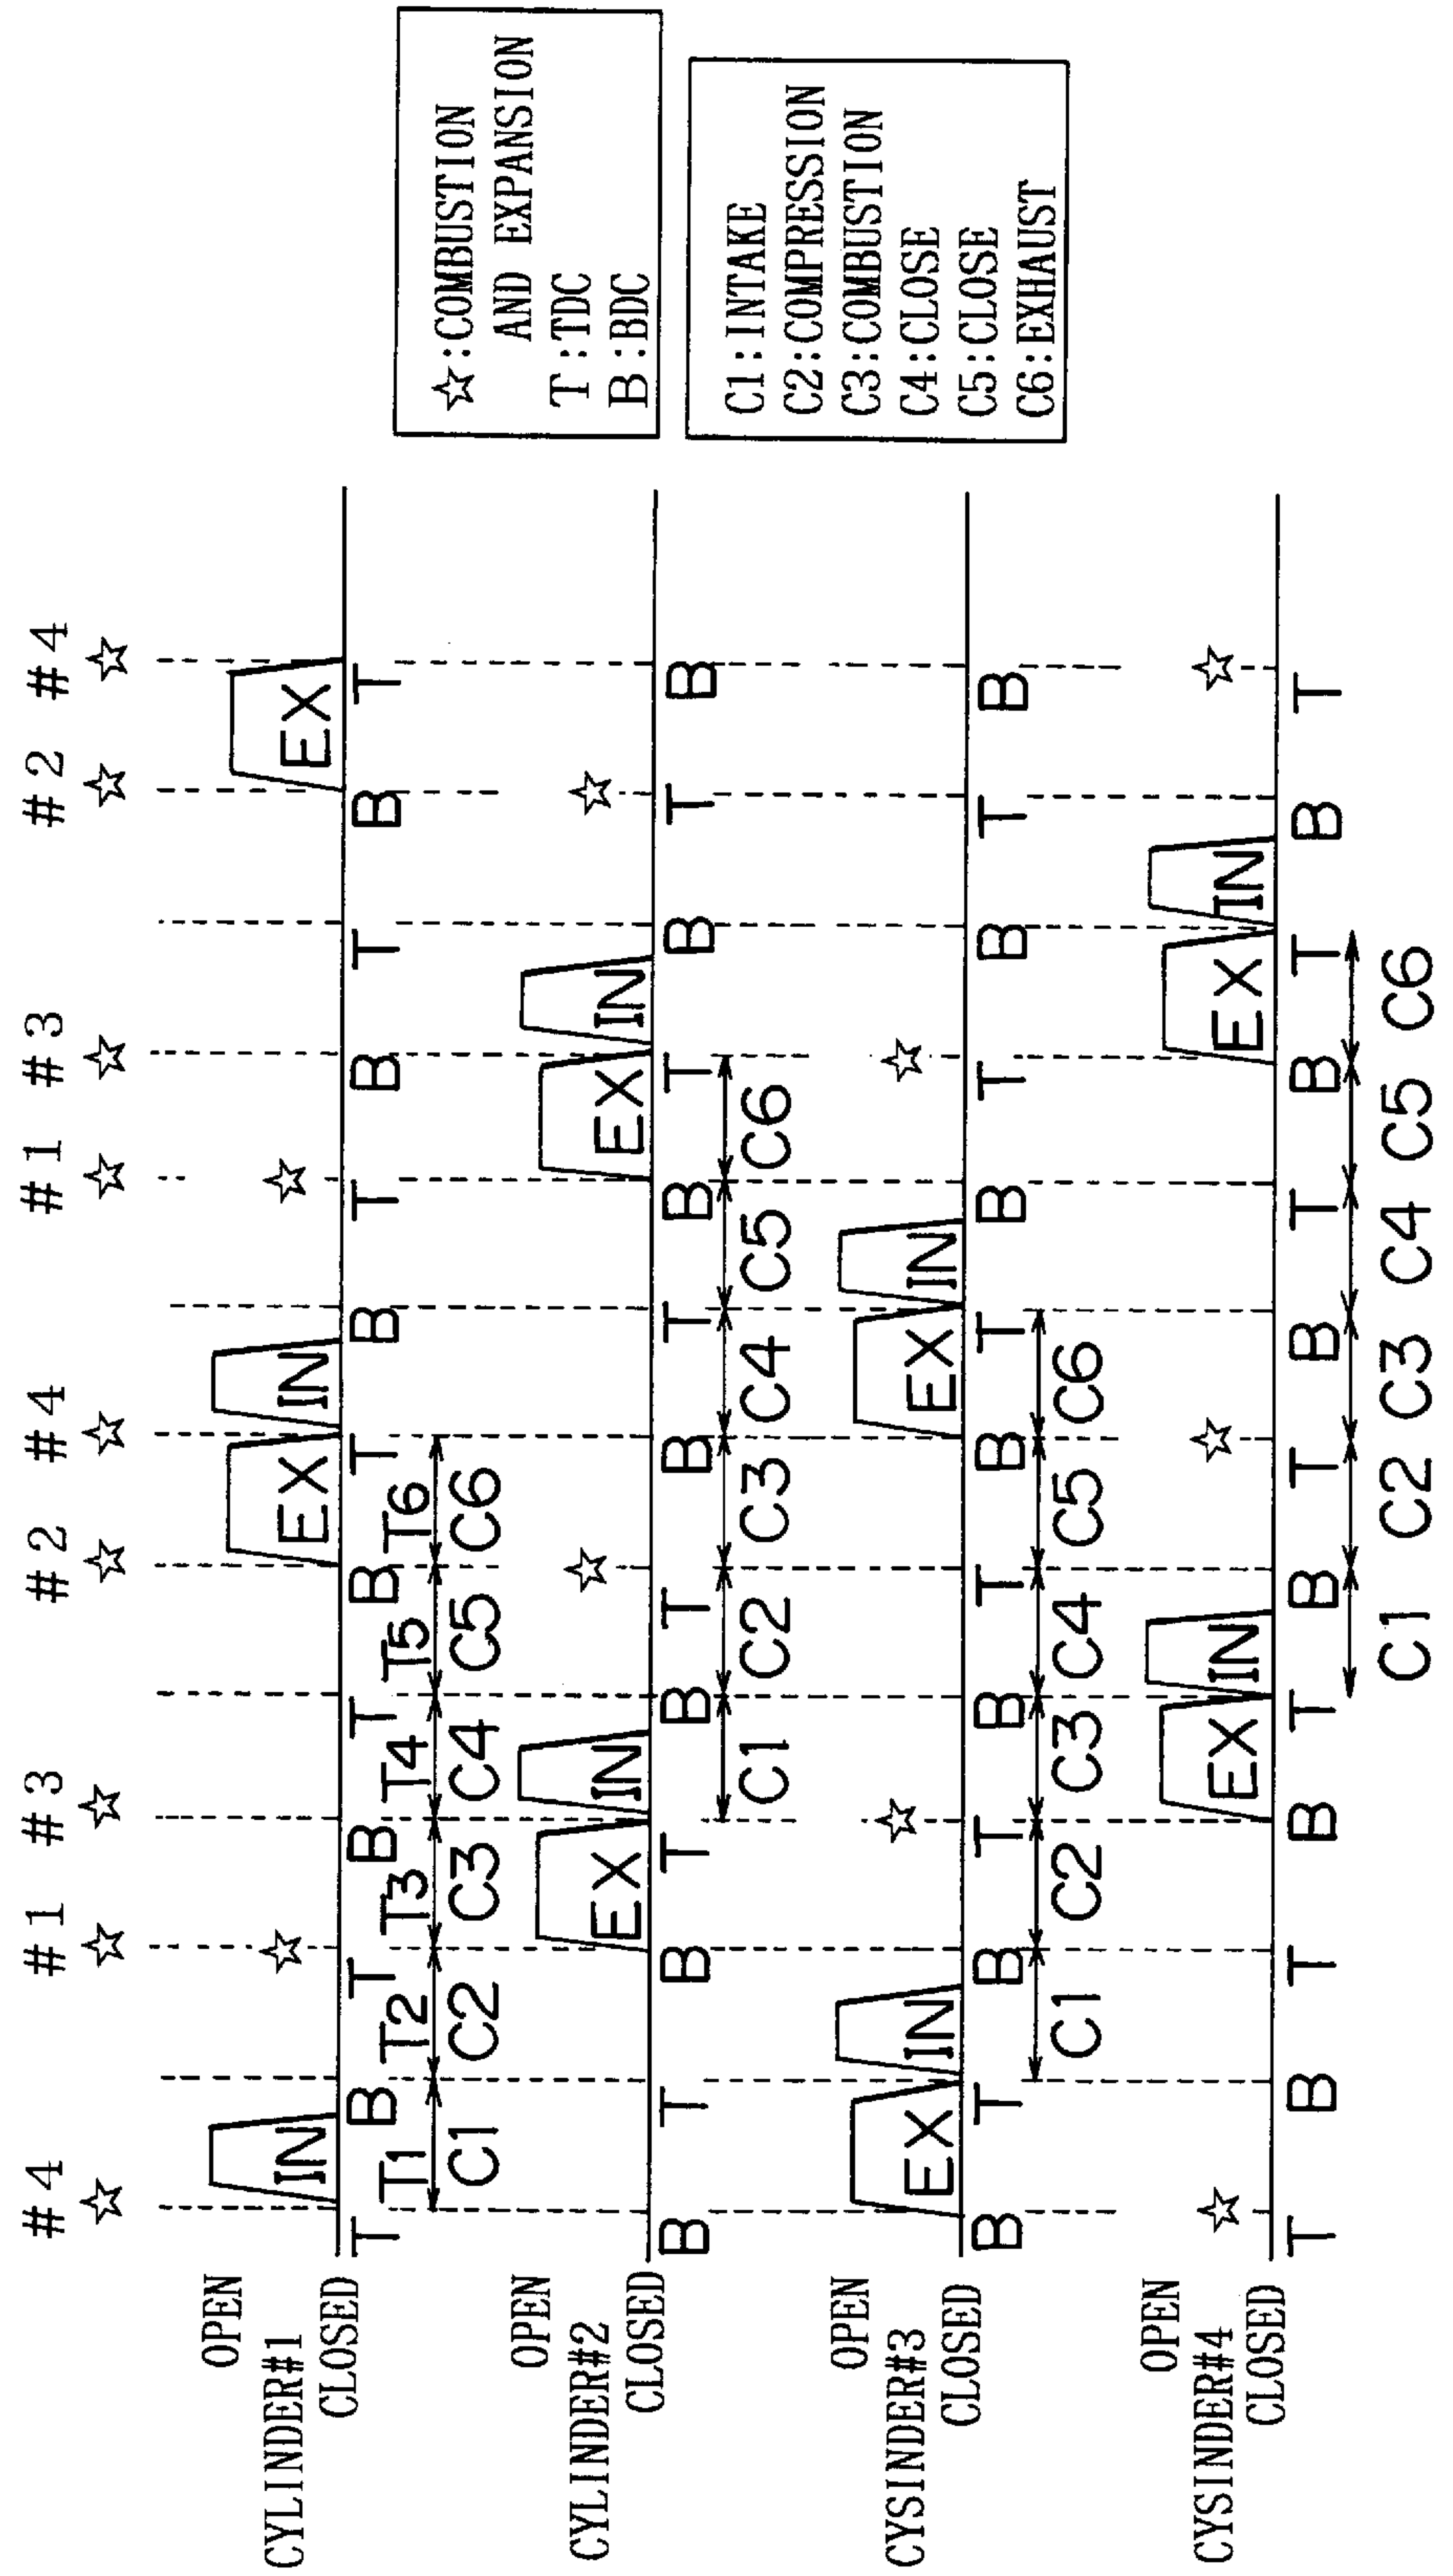 #4 #1 #3 #2 #4 #1 #3 #2 #4
☆ ☆ ☆ ☆ ☆ ☆ ☆ ☆ ☆
OPEN
CYLINDER#1
CLOSED
IN ☆ EX IN ☆ EX
T B T B T B T B T B T B T
T1 T2 T3 T4 T5 T6
C1 C2 C3 C4 C5 C6
OPEN
CYLINDER#2
CLOSED
EX IN ☆ EX IN ☆
B T B T B T B T B T B T B
C1 C2 C3 C4 C5 C6
OPEN
CYSINDER#3
CLOSED
EX IN ☆ EX IN ☆
B T B T B T B T B T B T B
C1 C2 C3 C4 C5 C6
OPEN
CYSINDER#4
CLOSED
☆ EX IN ☆ EX IN ☆
T B T B T B T B T B T B T
C1 C2 C3 C4 C5 C6
☆:COMBUSTION
AND EXPANSION
T:TDC
B:BDC
C1:INTAKE
C2:COMPRESSION
C3:COMBUSTION
C4:CLOSE
C5:CLOSE
C6:EXHAUST